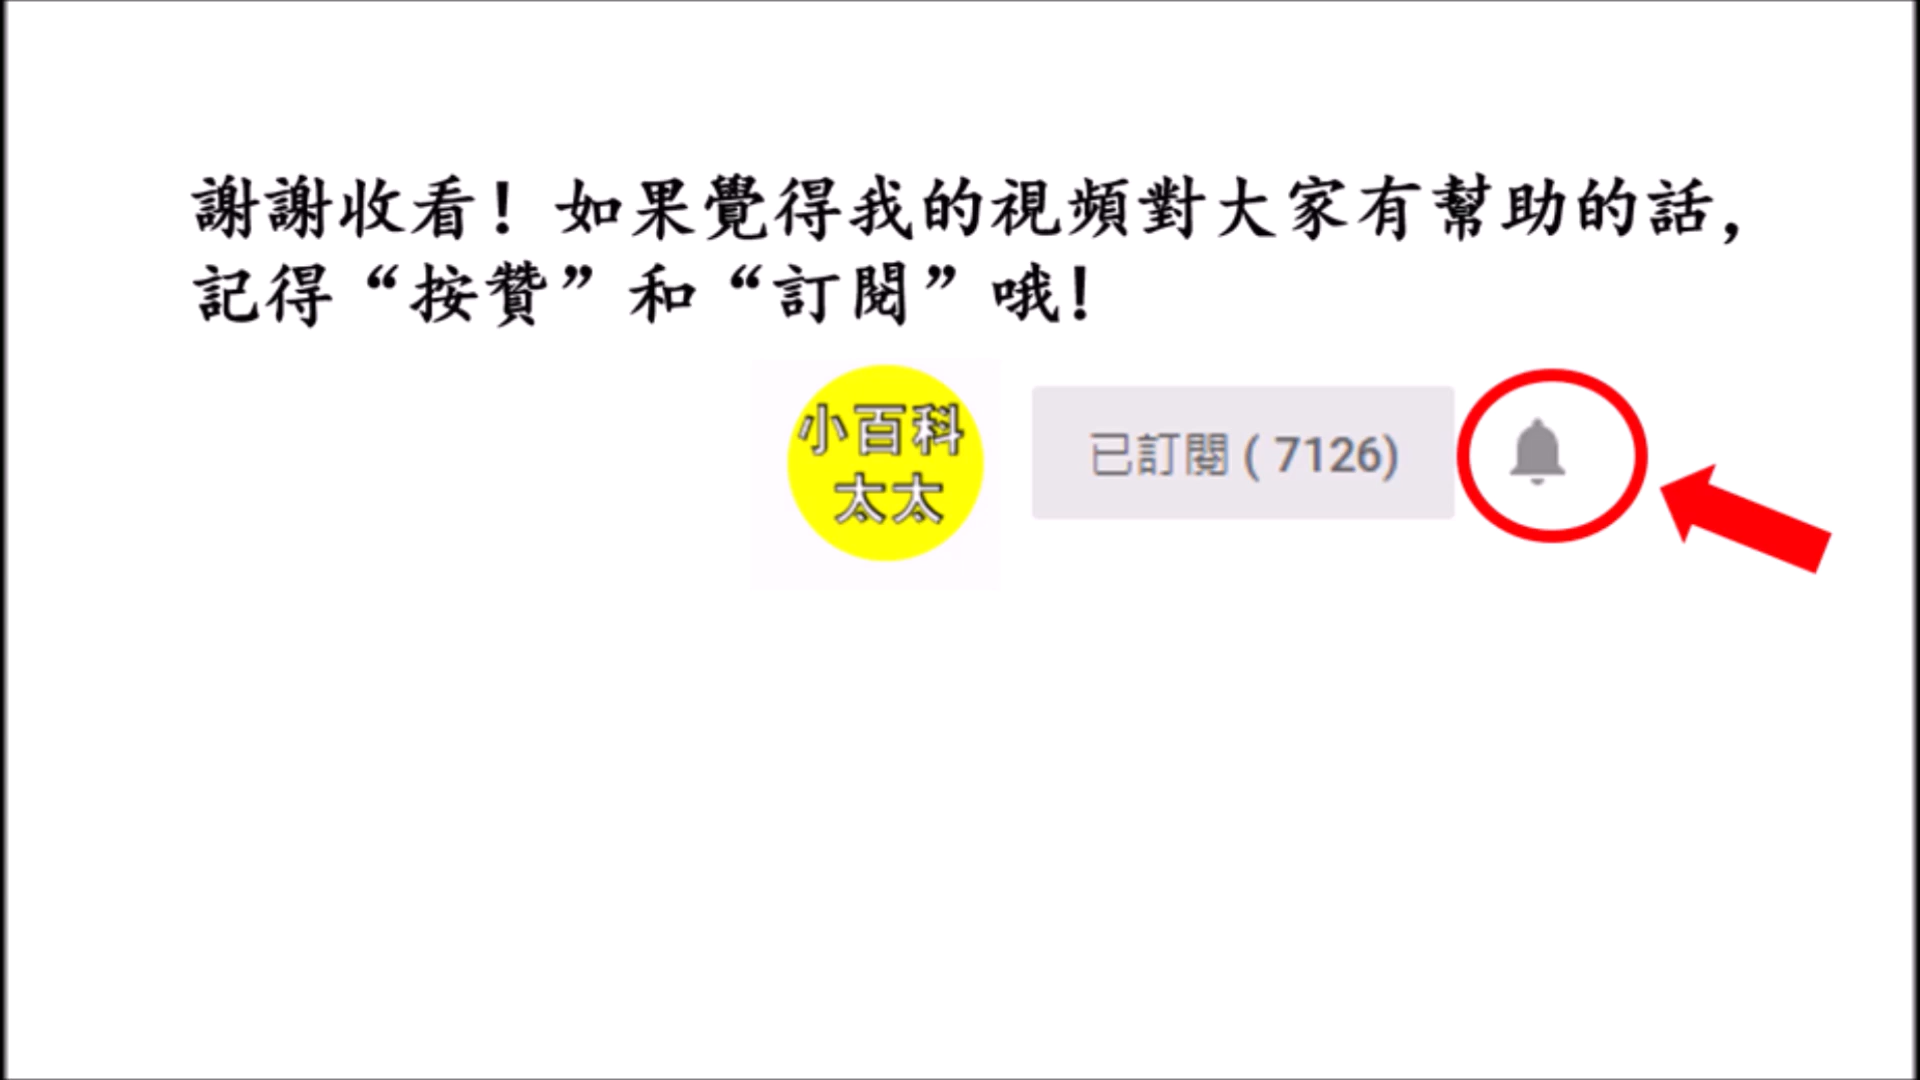 謝謝收看！如果覺得我的視頻對大家有幫助的話，
記得“按贊”和“訂閱”哦！
小百科
太太
已訂閱 ( 7126)